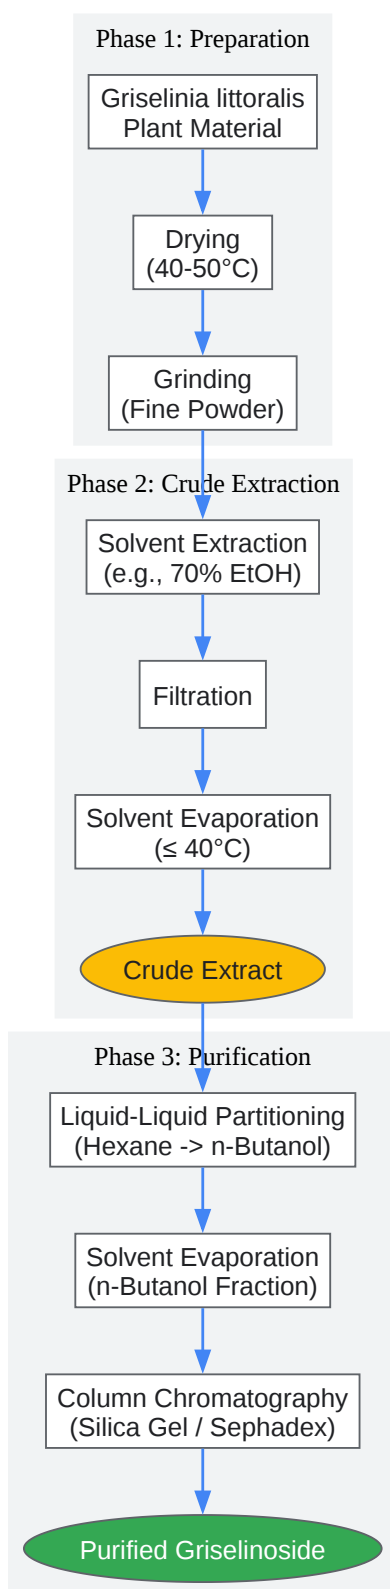 Phase 1: Preparation
Griselinia littoralis
Plant Material
Drying
(40-50°C)
Grinding
(Fine Powder)
Phase 2: Crude Extraction
Solvent Extraction
(e.g., 70% EtOH)
Filtration
Solvent Evaporation
(≤ 40°C)
Crude Extract
Phase 3: Purification
Liquid-Liquid Partitioning
(Hexane -> n-Butanol)
Solvent Evaporation
(n-Butanol Fraction)
Column Chromatography
(Silica Gel / Sephadex)
Purified Griselinoside